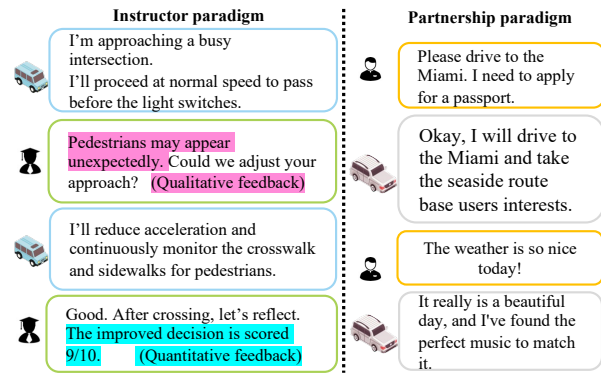 Instructor paradigm
I'm approaching a busy
intersection.
I'll proceed at normal speed to pass
before the light switches.
Pedestrians may appear
unexpectedly. Could we adjust your
approach? (Qualitative feedback)
I'll reduce acceleration and
continuously monitor the crosswalk
and sidewalks for pedestrians.
Good. After crossing, let's reflect.
The improved decision is scored
9/10. (Quantitative feedback)
Partnership paradigm
Please drive to the
Miami. I need to apply
for a passport.
Okay, I will drive to
the Miami and take
the seaside route
base users interests.
The weather is so nice
today!
It really is a beautiful
day, and I've found the
perfect music to match
it.